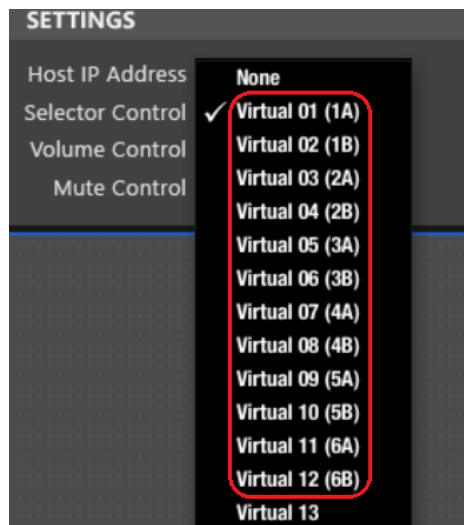 SETTINGS
Host IP Address
None
Selector Control ✓ Virtual 01 (1A)
Volume Control
Virtual 02 (1B)
Mute Control
Virtual 03 (2A)
Virtual 04 (2B)
Virtual 05 (3A)
Virtual 06 (3B)
Virtual 07 (4A)
Virtual 08 (4B)
Virtual 09 (5A)
Virtual 10 (5B)
Virtual 11 (6A)
Virtual 12 (6B)
Virtual 13